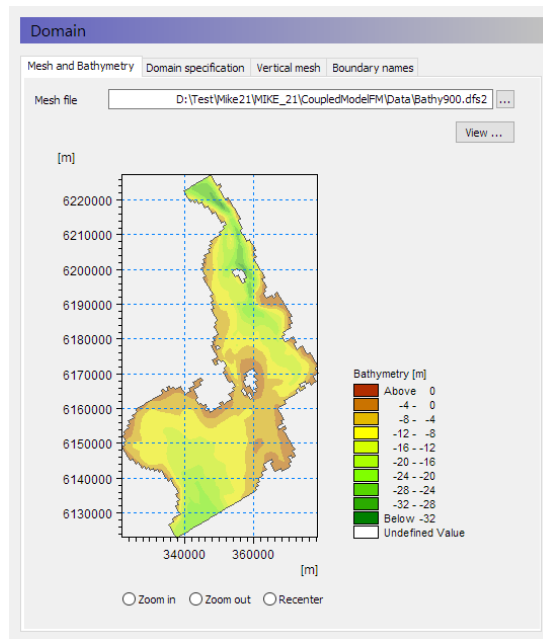 Domain
Mesh and Bathymetry Domain specification Vertical mesh Boundary names
Mesh file D:\Test\Mike21\MIKE_21\CoupledModelFM\Data\Bathy900.dfs2 ...
View ...
[m]
6220000
6210000
6200000
6190000
6180000
6170000
6160000
6150000
6140000
6130000
340000 360000
[m]
Bathymetry [m]
Above 0
-4 - 0
-8 - -4
-12 - -8
-16 - -12
-20 - -16
-24 - -20
-28 - -24
-32 - -28
Below -32
Undefined Value
Zoom in Zoom out Recenter